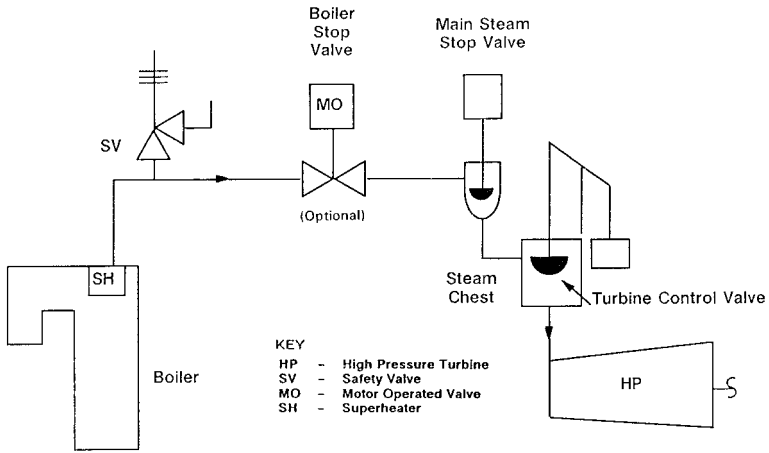 Boiler
Stop
Valve
Main Steam
Stop Valve
MO
SV
(Optional)
SH
Steam
Chest
Turbine Control Valve
Boiler
HP
KEY
HP - High Pressure Turbine
SV - Safety Valve
MO - Motor Operated Valve
SH - Superheater